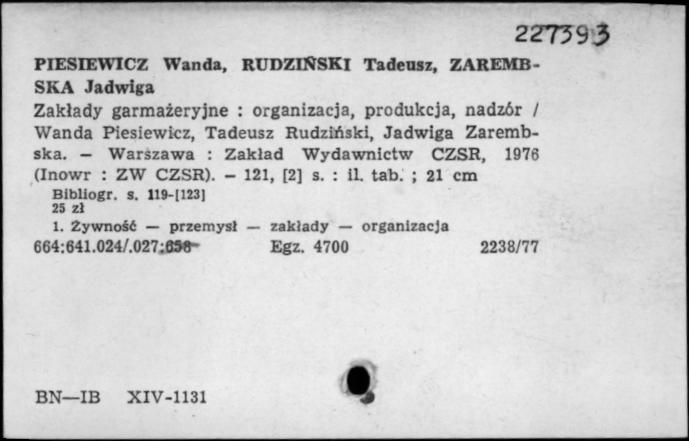 227393
PIESIEWICZ Wanda, RUDZIŃSKI Tadeusz, ZAREMB-
SKA Jadwiga
Zakłady garmażeryjne : organizacja, produkcja, nadzór /
Wanda Piesiewicz, Tadeusz Rudziński, Jadwiga Zaremb-
ska. — Warszawa : Zakład Wydawnictw CZSR, 1976
(Inowr : ZW CZSR). — 121, [2] s. : il. tab. ; 21 cm
Bibliogr. s. 119-[123]
25 zł
1. Żywność — przemysł — zakłady — organizacja
664:641.024/.027:658 Egz. 4700 2238/77
BN—IB XIV-1131